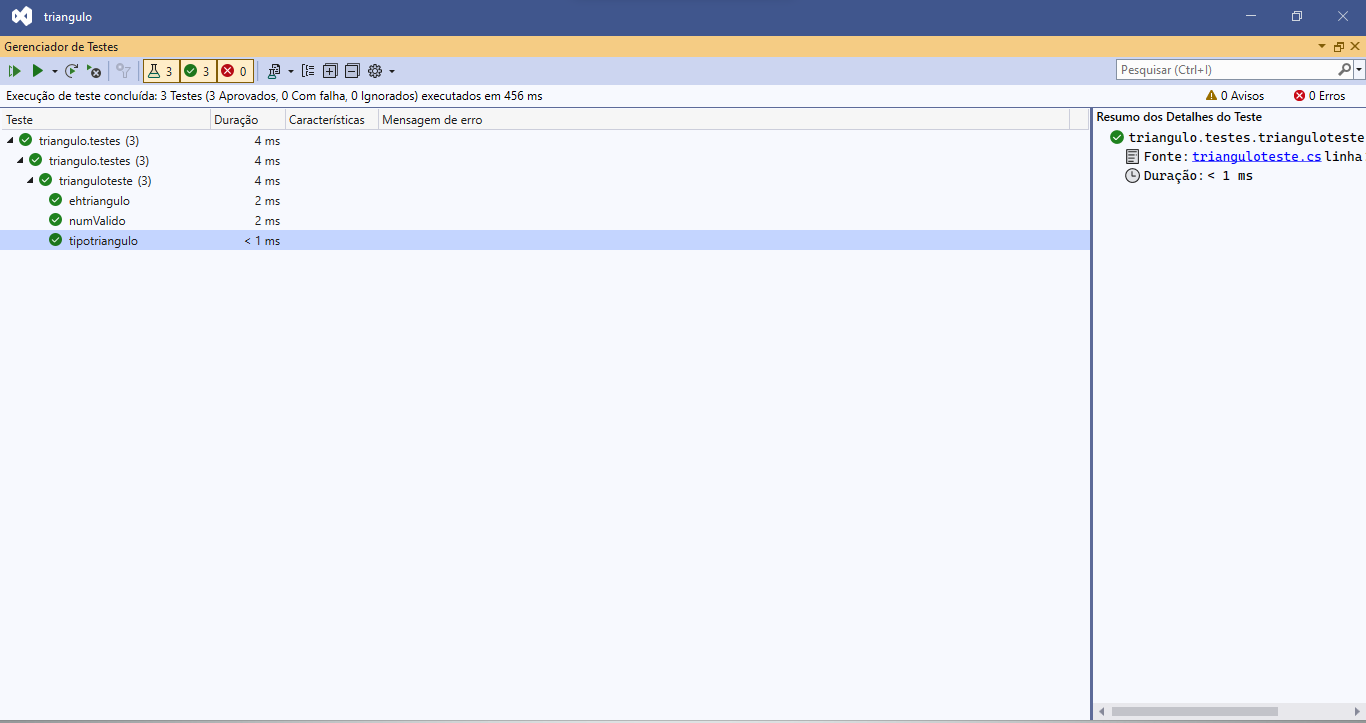 triangulo
Gerenciador de Testes
3 3 0
Pesquisar (Ctrl+I)
Execução de teste concluída: 3 Testes (3 Aprovados, 0 Com falha, 0 Ignorados) executados em 456 ms
0 Avisos 0 Erros
Teste Duração Características Mensagem de erro
triangulo.testes (3) 4 ms
triangulo.testes (3) 4 ms
trianguloteste (3) 4 ms
ehtriangulo 2 ms
numValido 2 ms
tipotriangulo < 1 ms
Resumo dos Detalhes do Teste
triangulo.testes.trianguloteste
Fonte: trianguloteste.cs linha
Duração: < 1 ms